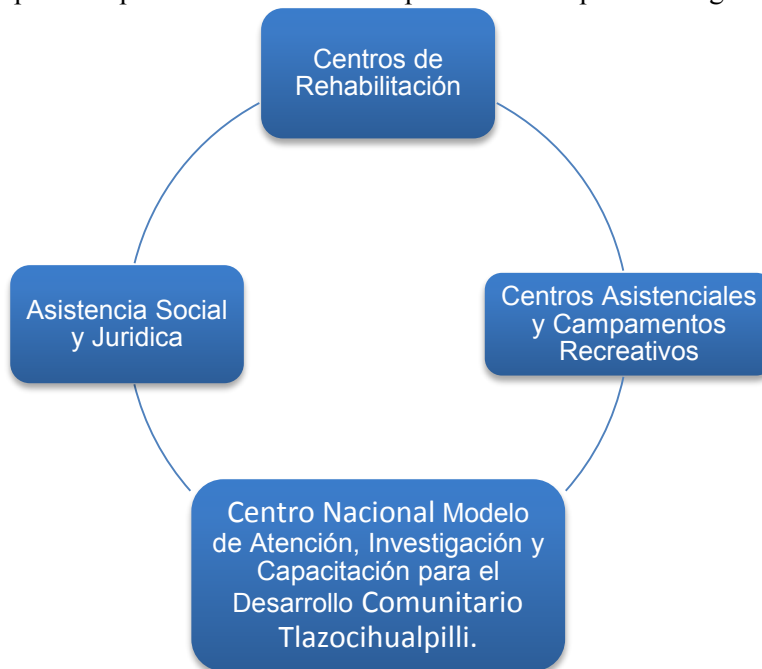 Centros de
Rehabilitación
Asistencia Social
y Juridica
Centros Asistenciales
y Campamentos
Recreativos
Centro Nacional Modelo
de Atención, Investigación y
Capacitación para el
Desarrollo Comunitario
Tlazocihualpilli.